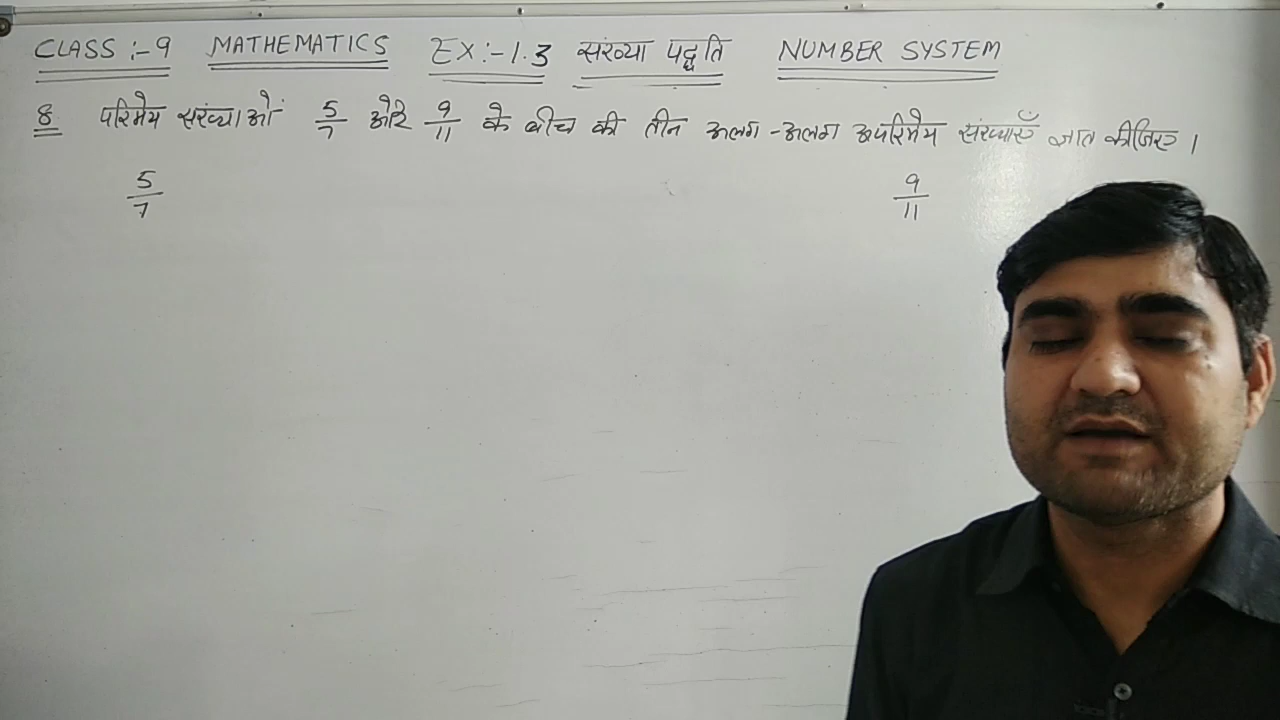 CLASS :- 9 MATHEMATICS EX:- 1.3 संख्या पद्धति NUMBER SYSTEM
8 परिमेय संख्याओं 5/7 और 9/11 के बीच की तीन अलग-अलग अपरिमेय संख्याएँ ज्ञात कीजिए।
5/7 9/11